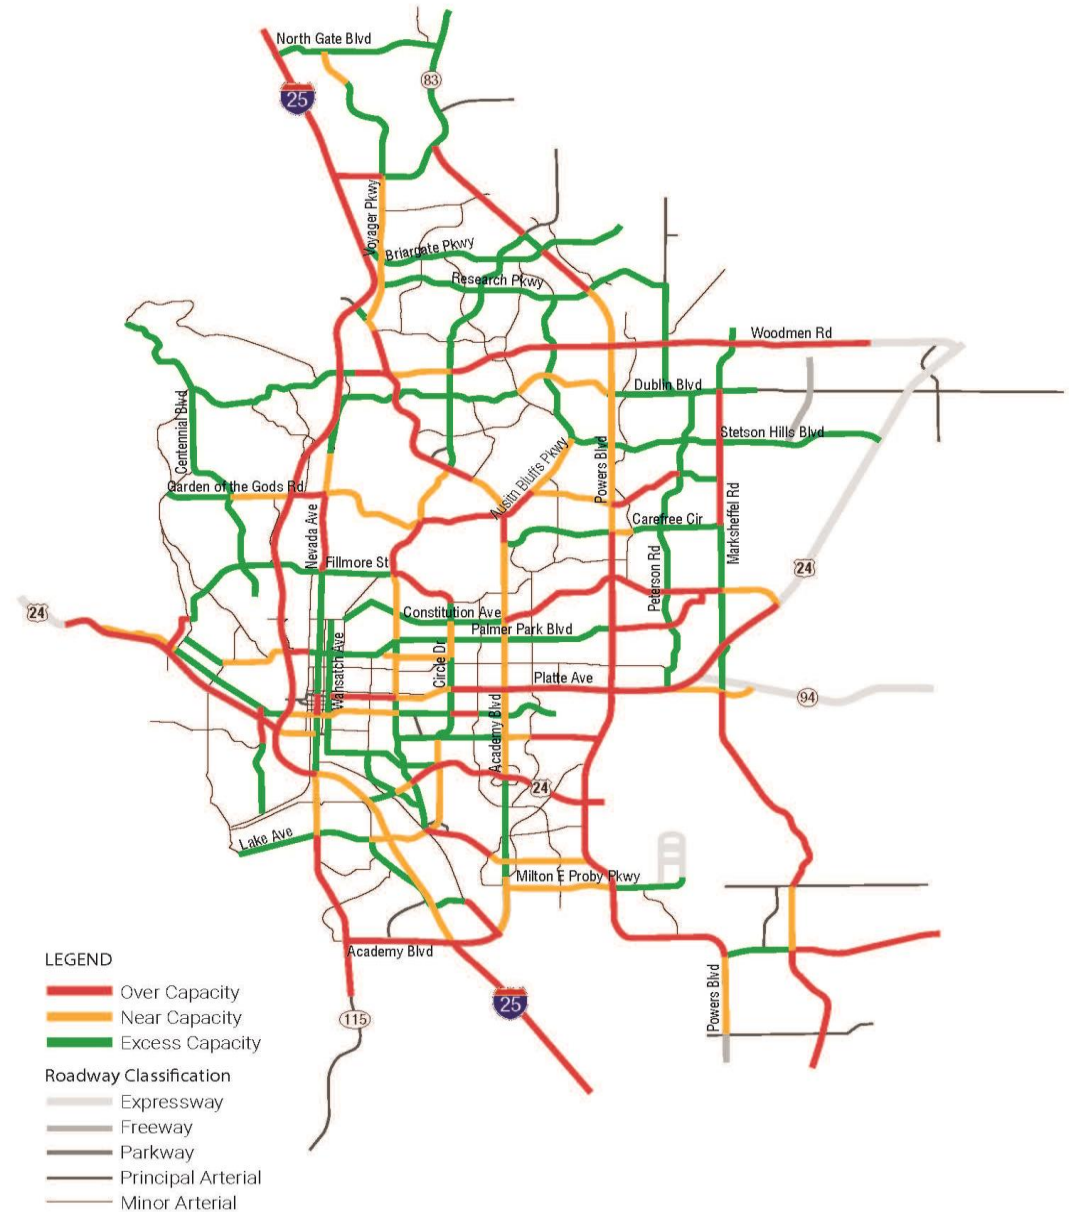 North Gate Blvd
83
25
Voyager Pkwy
Briargate Pkwy
Research Pkwy
Woodmen Rd
Dublin Blvd
Centennial Blvd
Stetson Hills Blvd
Austin Bluffs Pkwy
Powers Blvd
Garden of the Gods Rd
Nevada Ave
Carefree Cir
Marksheffel Rd
Peterson Rd
Fillmore St
24
24
Constitution Ave
Palmer Park Blvd
Wahsatch Ave
Circle Dr
Platte Ave
94
Academy Blvd
24
Lake Ave
Milton E Proby Pkwy
Academy Blvd
Powers Blvd
25
115
LEGEND
Over Capacity
Near Capacity
Excess Capacity
Roadway Classification
Expressway
Freeway
Parkway
Principal Arterial
Minor Arterial